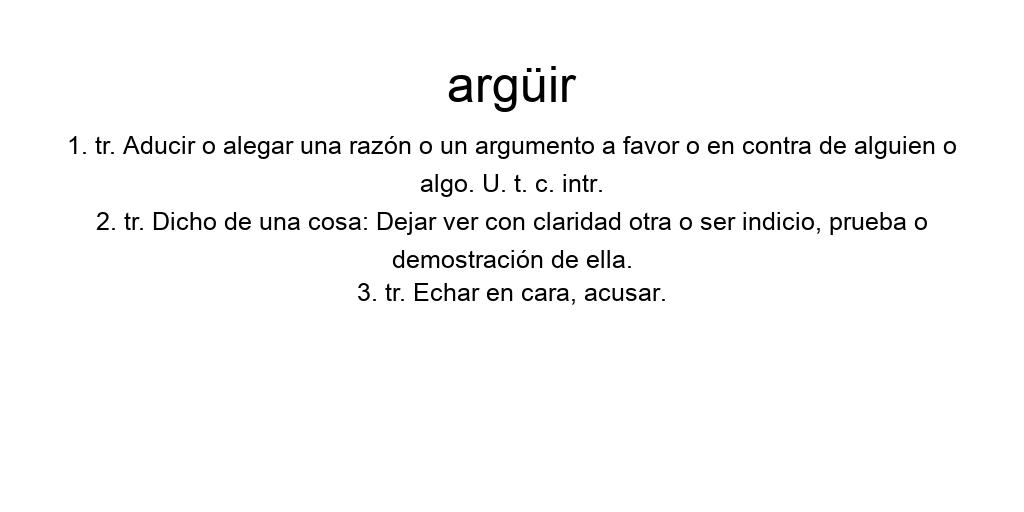 argüir
1. tr. Aducir o alegar una razón o un argumento a favor o en contra de alguien o
algo. U. t. c. intr.
2. tr. Dicho de una cosa: Dejar ver con claridad otra o ser indicio, prueba o
demostración de ella.
3. tr. Echar en cara, acusar.